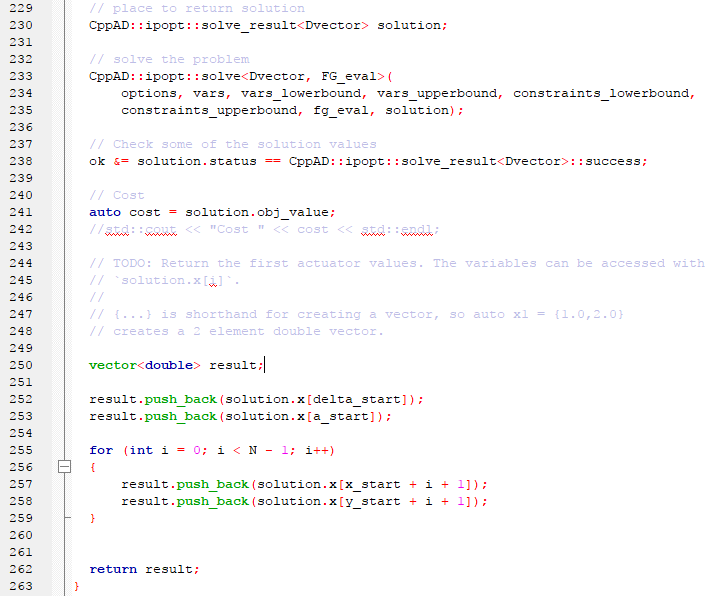 229 // place to return solution
230 CppAD::ipopt::solve_result<Dvector> solution;
231
232 // solve the problem
233 CppAD::ipopt::solve<Dvector, FG_eval>(
234 options, vars, vars_lowerbound, vars_upperbound, constraints_lowerbound,
235 constraints_upperbound, fg_eval, solution);
236
237 // Check some of the solution values
238 ok &= solution.status == CppAD::ipopt::solve_result<Dvector>::success;
239
240 // Cost
241 auto cost = solution.obj_value;
242 //std::cout << "Cost " << cost << std::endl;
243
244 // TODO: Return the first actuator values. The variables can be accessed with
245 // `solution.x[i]`.
246 //
247 // {...} is shorthand for creating a vector, so auto x1 = {1.0,2.0}
248 // creates a 2 element double vector.
249
250 vector<double> result;
251
252 result.push_back(solution.x[delta_start]);
253 result.push_back(solution.x[a_start]);
254
255 for (int i = 0; i < N - 1; i++)
256 {
257 result.push_back(solution.x[x_start + i + 1]);
258 result.push_back(solution.x[y_start + i + 1]);
259 }
260
261
262 return result;
263 }